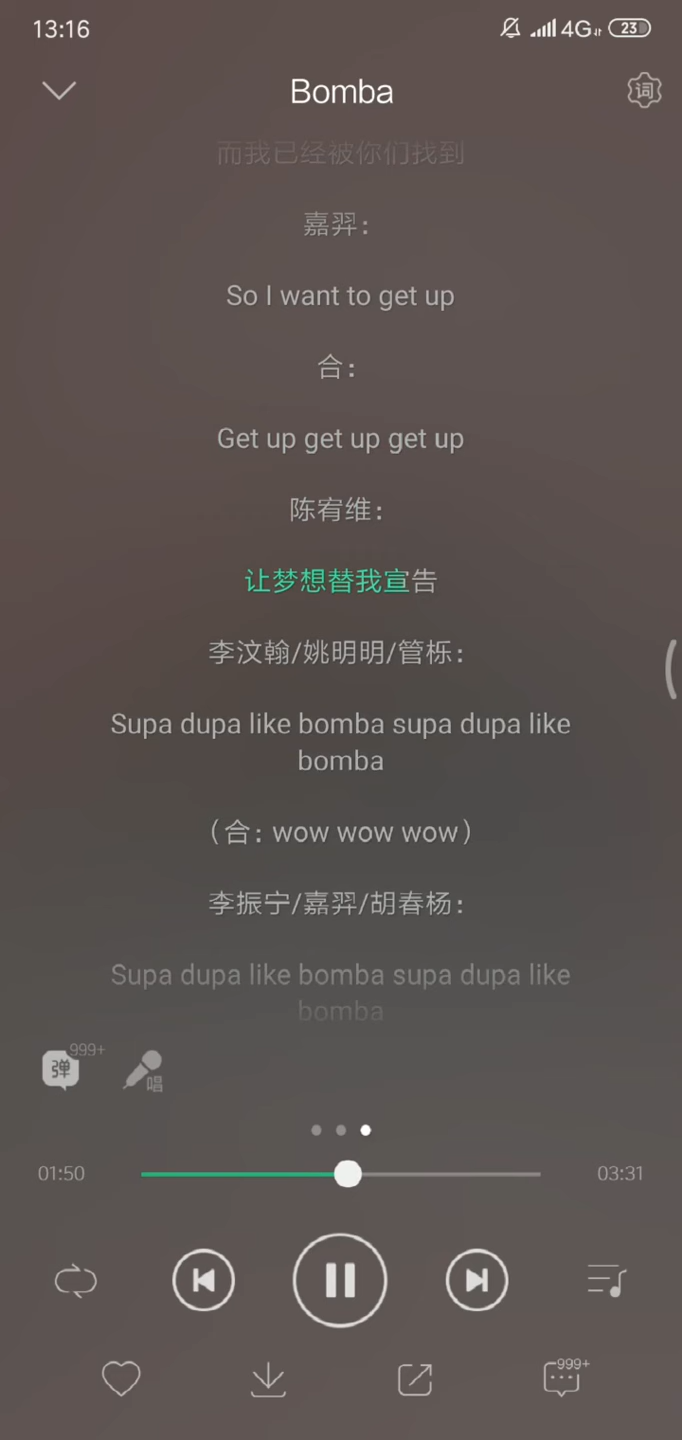 13:16
4G
23
Bomba
词
而我已经被你们找到
嘉羿：
So I want to get up
合：
Get up get up get up
陈宥维：
让梦想替我宣告
李汶翰/姚明明/管栎：
Supa dupa like bomba supa dupa like
bomba
（合：wow wow wow）
李振宁/嘉羿/胡春杨：
Supa dupa like bomba supa dupa like
bomba
弹 999+
唱
01:50
03:31
999+